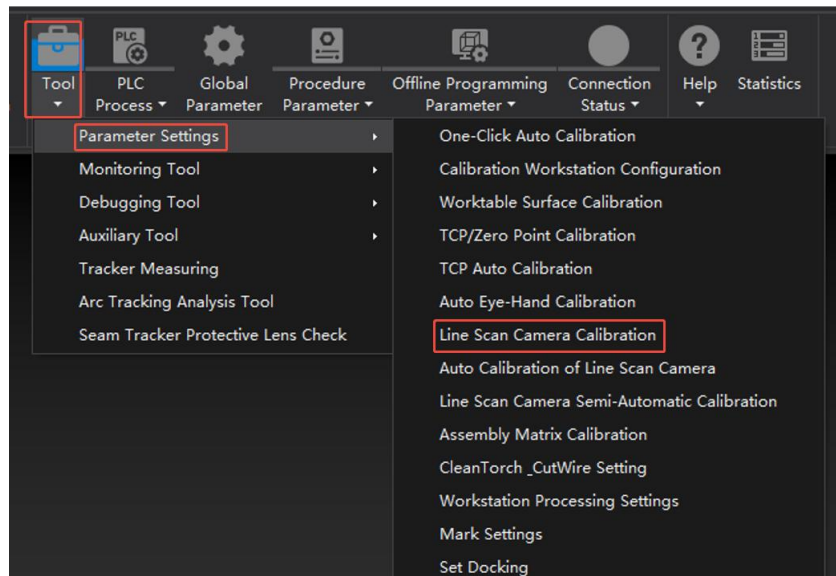 PLC
Tool
PLC
Process
Global
Parameter
Procedure
Parameter
Offline Programming
Parameter
Connection
Status
Help
Statistics
Parameter Settings
Monitoring Tool
Debugging Tool
Auxiliary Tool
Tracker Measuring
Arc Tracking Analysis Tool
Seam Tracker Protective Lens Check
One-Click Auto Calibration
Calibration Workstation Configuration
Worktable Surface Calibration
TCP/Zero Point Calibration
TCP Auto Calibration
Auto Eye-Hand Calibration
Line Scan Camera Calibration
Auto Calibration of Line Scan Camera
Line Scan Camera Semi-Automatic Calibration
Assembly Matrix Calibration
CleanTorch _CutWire Setting
Workstation Processing Settings
Mark Settings
Set Docking